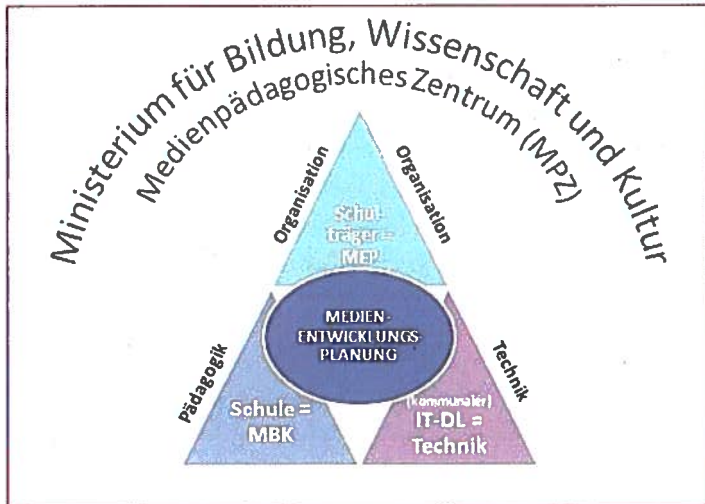 Ministerium für Bildung, Wissenschaft und Kultur
Medienpädagogisches Zentrum (MPZ)
Organisation
Organisation
Schul-
träger =
MEP
MEDIEN-
ENTWICKLUNGS-
PLANUNG
Pädagogik
Technik
Schule =
MBK
(kommunaler)
IT-DL =
Technik